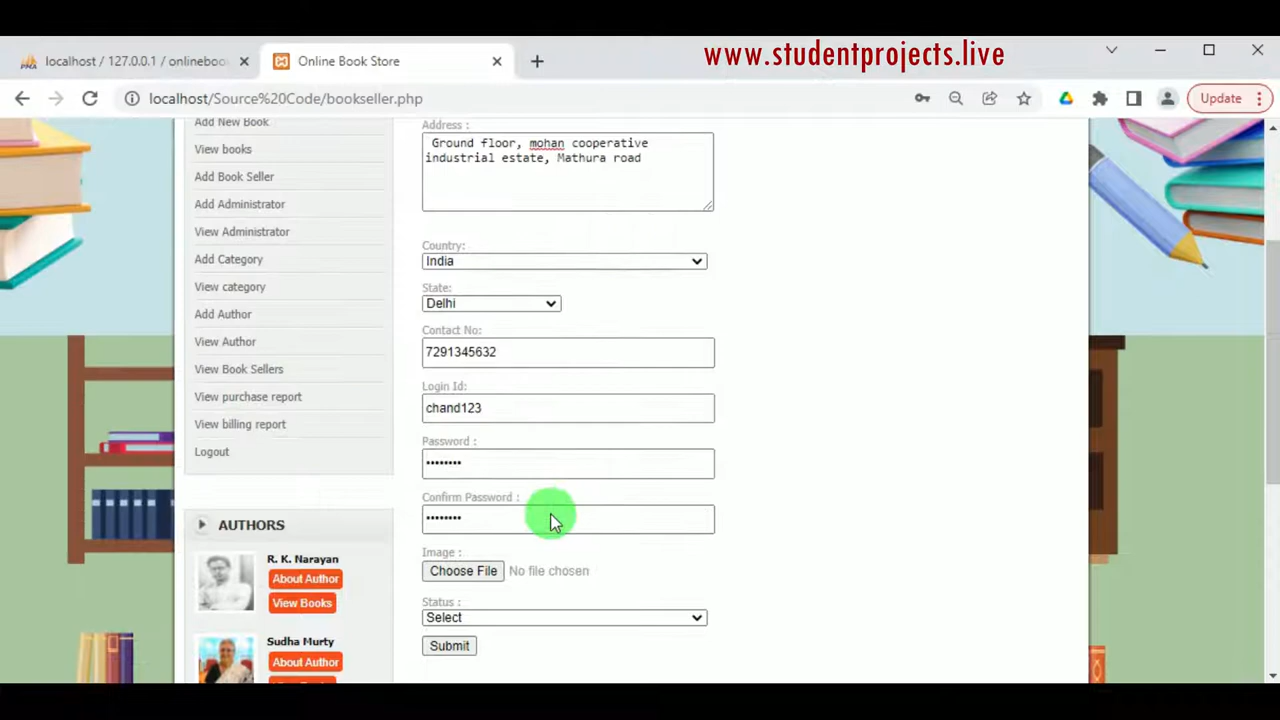 www.studentprojects.live
localhost / 127.0.0.1 / onlineboo
Online Book Store
localhost/Source%20Code/bookseller.php
Update
Add New Book
View books
Add Book Seller
Add Administrator
View Administrator
Add Category
View category
Add Author
View Author
View Book Sellers
View purchase report
View billing report
Logout
AUTHORS
R. K. Narayan
About Author
View Books
Sudha Murty
About Author
Address :
Ground floor, mohan cooperative
industrial estate, Mathura road
Country:
India
State:
Delhi
Contact No:
7291345632
Login Id:
chand123
Password :
••••••••
Confirm Password :
••••••••
Image :
Choose File No file chosen
Status :
Select
Submit